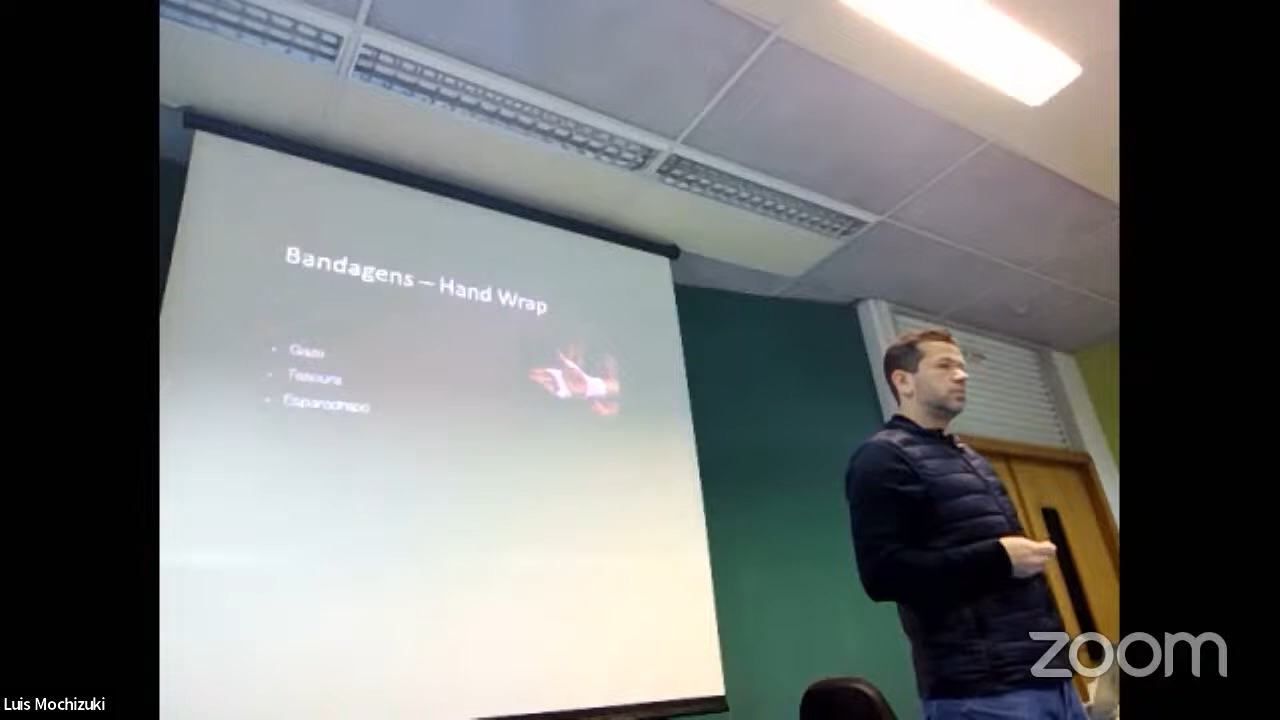 Bandagens – Hand Wrap
• Gaze
• Tesoura
• Esparadrapo
zoom
Luis Mochizuki